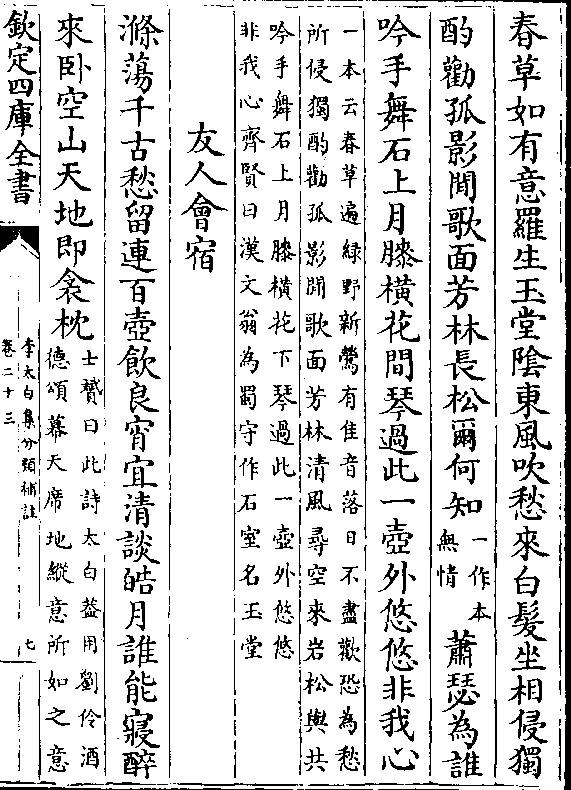 春草如有意羅生玉堂隂東風吹愁來白髪坐相侵獨
酌勸孤影閒歌面芳林長松爾何知一作本
無情蕭瑟為誰
吟手舞石上月膝横花間琴過此一壺外悠悠非我心
一本云春草遍綠野新鶯有佳音落日不盡歡恐為愁
所侵獨酌勸孤影閒歌面芳林清風尋空來岩松與共
吟手舞石上月膝横花下琴過此一壺外悠悠
非我心齊賢曰漢文翁為蜀守作石室名玉堂
友人會宿
滌蕩千古愁留連百壺飲良宵宜清談皓月誰能寢醉
來卧空山天地即衾枕士贇曰此詩太白葢用劉伶酒
德頌幕天席地縱意所如之意
欽定四庫全書
李太白集分類補註
卷二十三
七